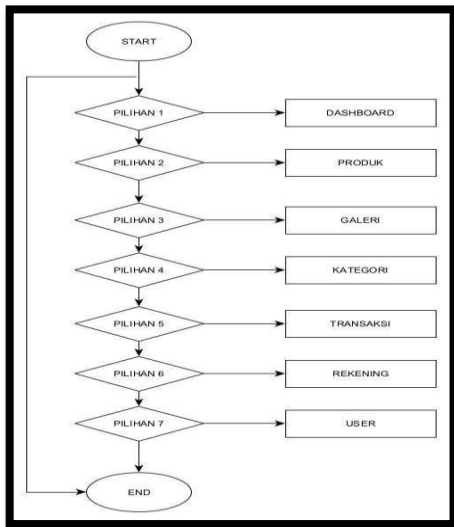 START
PILIHAN 1
DASHBOARD
PILIHAN 2
PRODUK
PILIHAN 3
GALERI
PILIHAN 4
KATEGORI
PILIHAN 5
TRANSAKSI
PILIHAN 6
REKENING
PILIHAN 7
USER
END